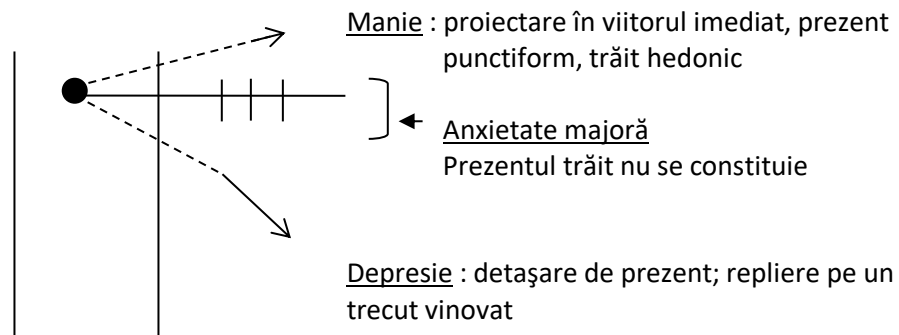 Manie : proiectare în viitorul imediat, prezent
punctiform, trăit hedonic
Anxietate majoră
Prezentul trăit nu se constituie
Depresie : detaşare de prezent; repliere pe un
trecut vinovat